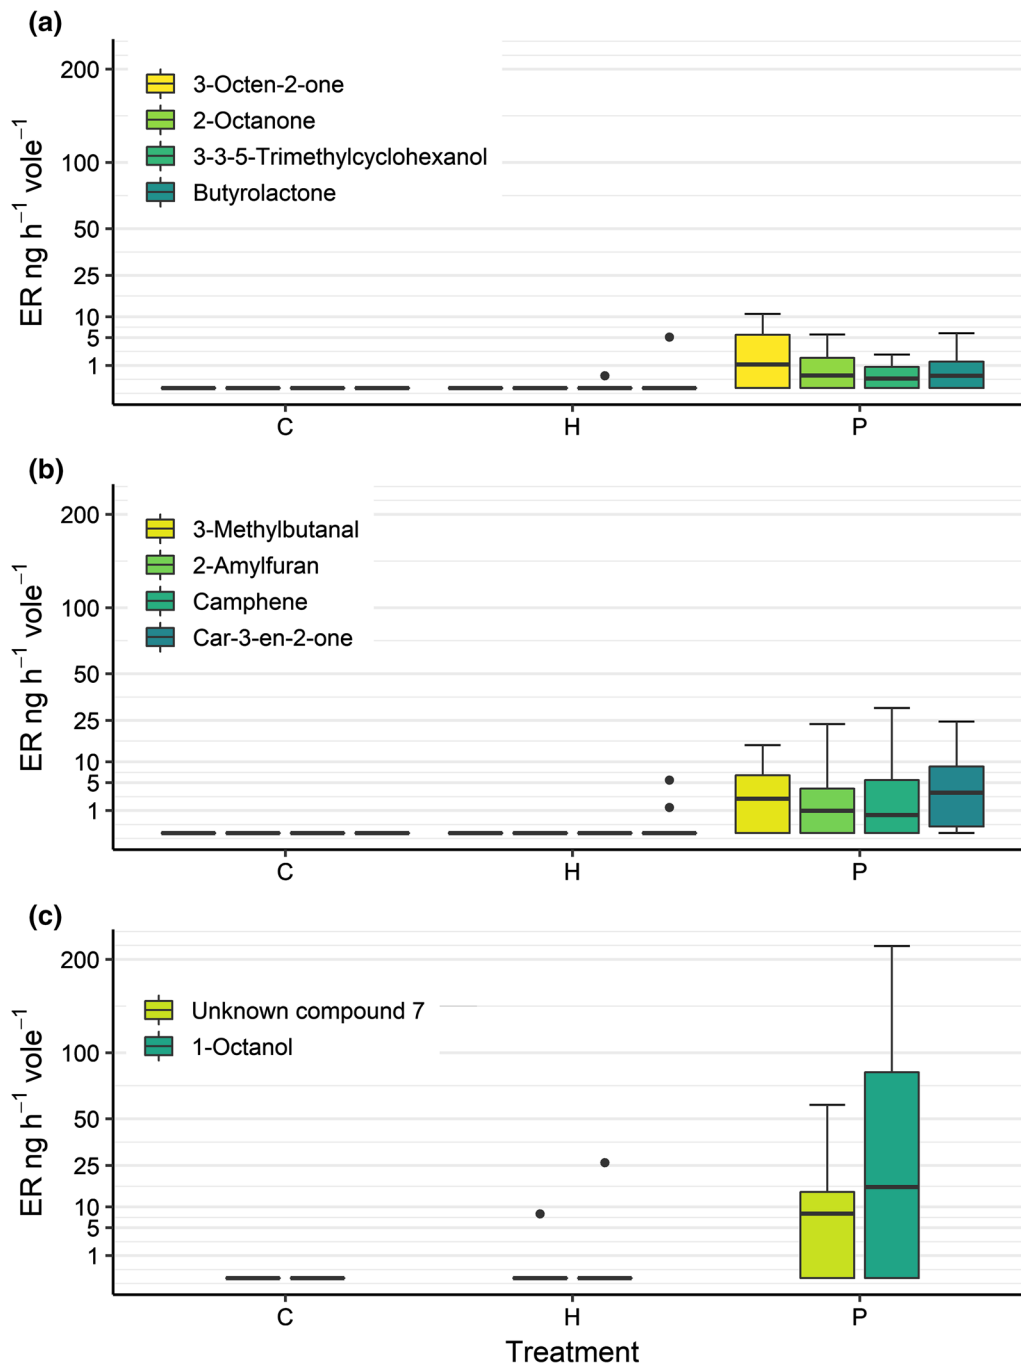 (a)
ER ng h⁻¹ vole⁻¹
200
100
50
25
10
5
1
3-Octen-2-one
2-Octanone
3-3-5-Trimethylcyclohexanol
Butyrolactone
C H P
(b)
ER ng h⁻¹ vole⁻¹
200
100
50
25
10
5
1
3-Methylbutanal
2-Amylfuran
Camphene
Car-3-en-2-one
C H P
(c)
ER ng h⁻¹ vole⁻¹
200
100
50
25
10
5
1
Unknown compound 7
1-Octanol
C H P
Treatment